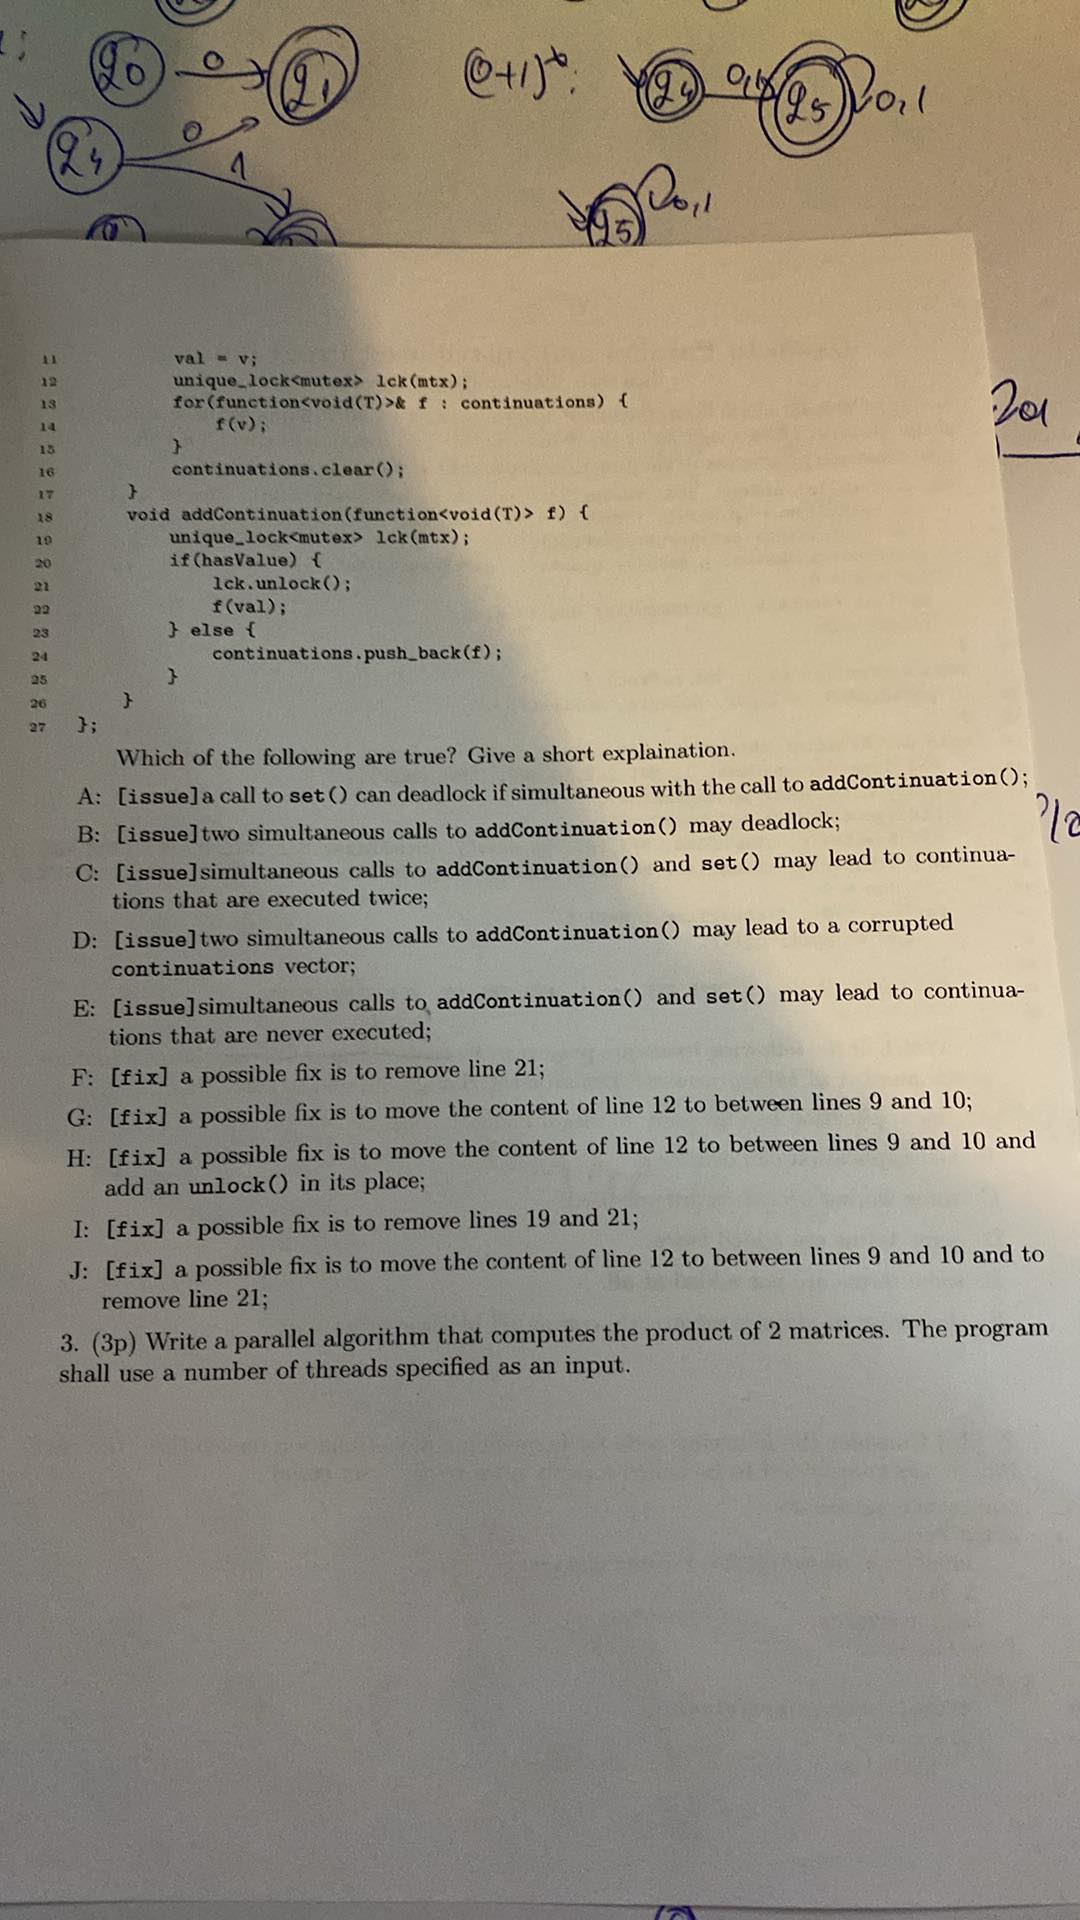 q0 0 q1 (0+1)*: q4 0,1 q5 0,1
q4 0 1
q5 0,1
11 val = v;
12 unique_lock<mutex> lck(mtx);
13 for(function<void(T)>& f : continuations) {
14 f(v);
15 }
16 continuations.clear();
17 }
18 void addContinuation(function<void(T)> f) {
19 unique_lock<mutex> lck(mtx);
20 if(hasValue) {
21 lck.unlock();
22 f(val);
23 } else {
24 continuations.push_back(f);
25 }
26 }
27 };
Which of the following are true? Give a short explaination.
A: [issue]a call to set() can deadlock if simultaneous with the call to addContinuation();
B: [issue]two simultaneous calls to addContinuation() may deadlock;
C: [issue]simultaneous calls to addContinuation() and set() may lead to continua-
tions that are executed twice;
D: [issue]two simultaneous calls to addContinuation() may lead to a corrupted
continuations vector;
E: [issue]simultaneous calls to addContinuation() and set() may lead to continua-
tions that are never executed;
F: [fix] a possible fix is to remove line 21;
G: [fix] a possible fix is to move the content of line 12 to between lines 9 and 10;
H: [fix] a possible fix is to move the content of line 12 to between lines 9 and 10 and
add an unlock() in its place;
I: [fix] a possible fix is to remove lines 19 and 21;
J: [fix] a possible fix is to move the content of line 12 to between lines 9 and 10 and to
remove line 21;
3. (3p) Write a parallel algorithm that computes the product of 2 matrices. The program
shall use a number of threads specified as an input.